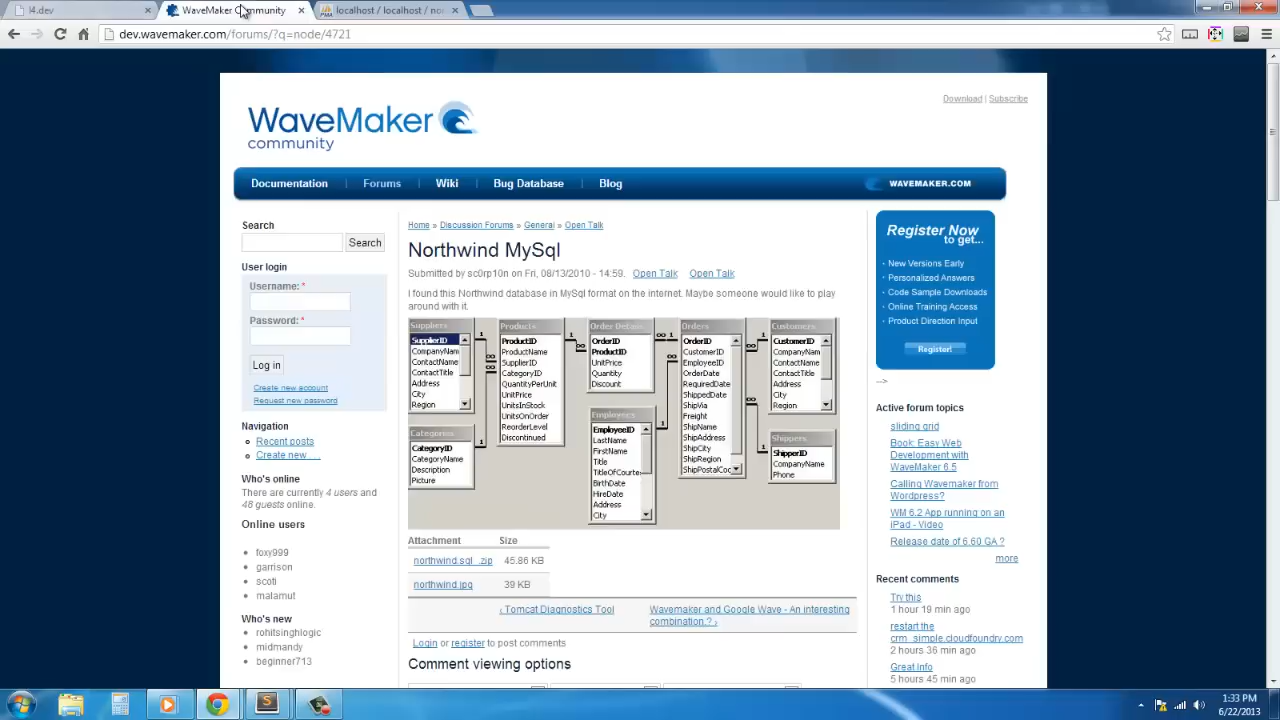 l4.dev
WaveMaker Community
localhost / localhost / nor
dev.wavemaker.com/forums/?q=node/4721
Download | Subscribe
WaveMaker
community
Documentation | Forums | Wiki | Bug Database | Blog
WAVEMAKER.COM
Search
Search
User login
Username: *
Password: *
Log in
Create new account
Request new password
Navigation
Recent posts
Create new ....
Who's online
There are currently 4 users and
48 guests online.
Online users
foxy999
garrison
scoti
malamut
Who's new
rohitsinghlogic
midmandy
beginner713
Home » Discussion Forums » General » Open Talk
Northwind MySql
Submitted by sc0rp10n on Fri, 08/13/2010 - 14:59. Open Talk Open Talk
I found this Northwind database in MySql format on the internet. Maybe someone would like to play
around with it.
Suppliers
SupplierID
CompanyName
ContactName
ContactTitle
Address
City
Region
Categories
CategoryID
CategoryName
Description
Picture
Products
ProductID
ProductName
SupplierID
CategoryID
QuantityPerUnit
UnitPrice
UnitsInStock
UnitsOnOrder
ReorderLevel
Discontinued
Order Details
OrderID
ProductID
UnitPrice
Quantity
Discount
Employees
EmployeeID
LastName
FirstName
Title
TitleOfCourte
BirthDate
HireDate
Address
City
Orders
OrderID
CustomerID
EmployeeID
OrderDate
RequiredDate
ShippedDate
ShipVia
Freight
ShipName
ShipAddress
ShipCity
ShipRegion
ShipPostalCoc
Customers
CustomerID
CompanyName
ContactName
ContactTitle
Address
City
Region
Shippers
ShipperID
CompanyName
Phone
1 ∞ 1 ∞ ∞ 1 ∞ 1
1 1 ∞ ∞ 1
Attachment Size
northwind.sql_.zip 45.86 KB
northwind.jpg 39 KB
‹ Tomcat Diagnostics Tool
Wavemaker and Google Wave - An interesting
combination.? ›
Login or register to post comments
Comment viewing options
Register Now
to get...
· New Versions Early
· Personalized Answers
· Code Sample Downloads
· Online Training Access
· Product Direction Input
Register!
-->
Active forum topics
sliding grid
Book: Easy Web
Development with
WaveMaker 6.5
Calling Wavemaker from
Wordpress?
WM 6.2 App running on an
iPad - Video
Release date of 6.60 GA ?
more
Recent comments
Try this
1 hour 19 min ago
restart the
crm_simple.cloudfoundry.com
2 hours 36 min ago
Great Info
5 hours 45 min ago
1:33 PM
6/22/2013